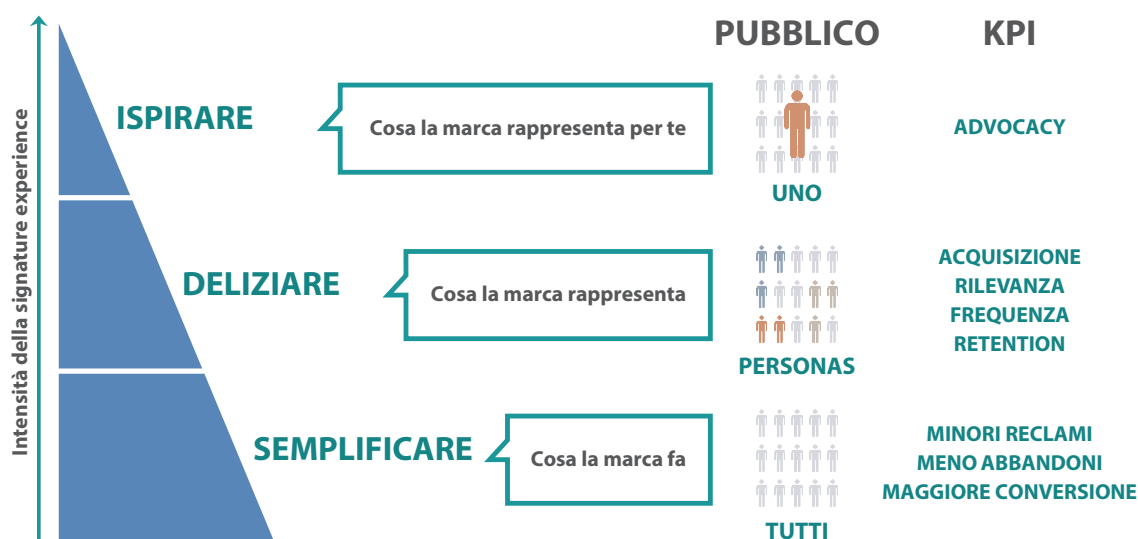 PUBBLICO
KPI
Intensità della signature experience
ISPIRARE
Cosa la marca rappresenta per te
UNO
ADVOCACY
DELIZIARE
Cosa la marca rappresenta
PERSONAS
ACQUISIZIONE
RILEVANZA
FREQUENZA
RETENTION
SEMPLIFICARE
Cosa la marca fa
TUTTI
MINORI RECLAMI
MENO ABBANDONI
MAGGIORE CONVERSIONE